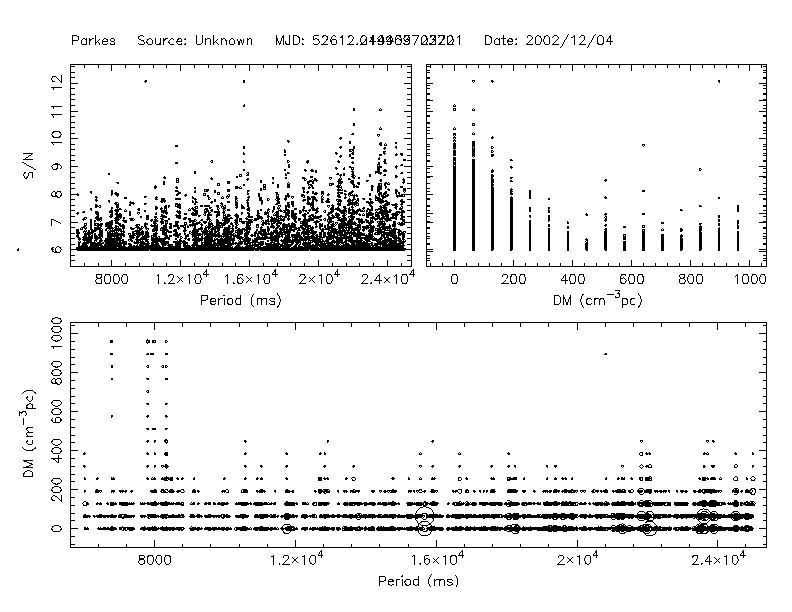 Parkes Source: Unknown MJD: 52612. Date: 2002/12/04
S/N
12
11
10
9
8
7
6
8000 1.2×10⁴ 1.6×10⁴ 2×10⁴ 2.4×10⁴
Period (ms)
0 200 400 600 800 1000
DM (cm⁻³pc)
DM (cm⁻³pc)
1000
800
600
400
200
0
8000 1.2×10⁴ 1.6×10⁴ 2×10⁴ 2.4×10⁴
Period (ms)